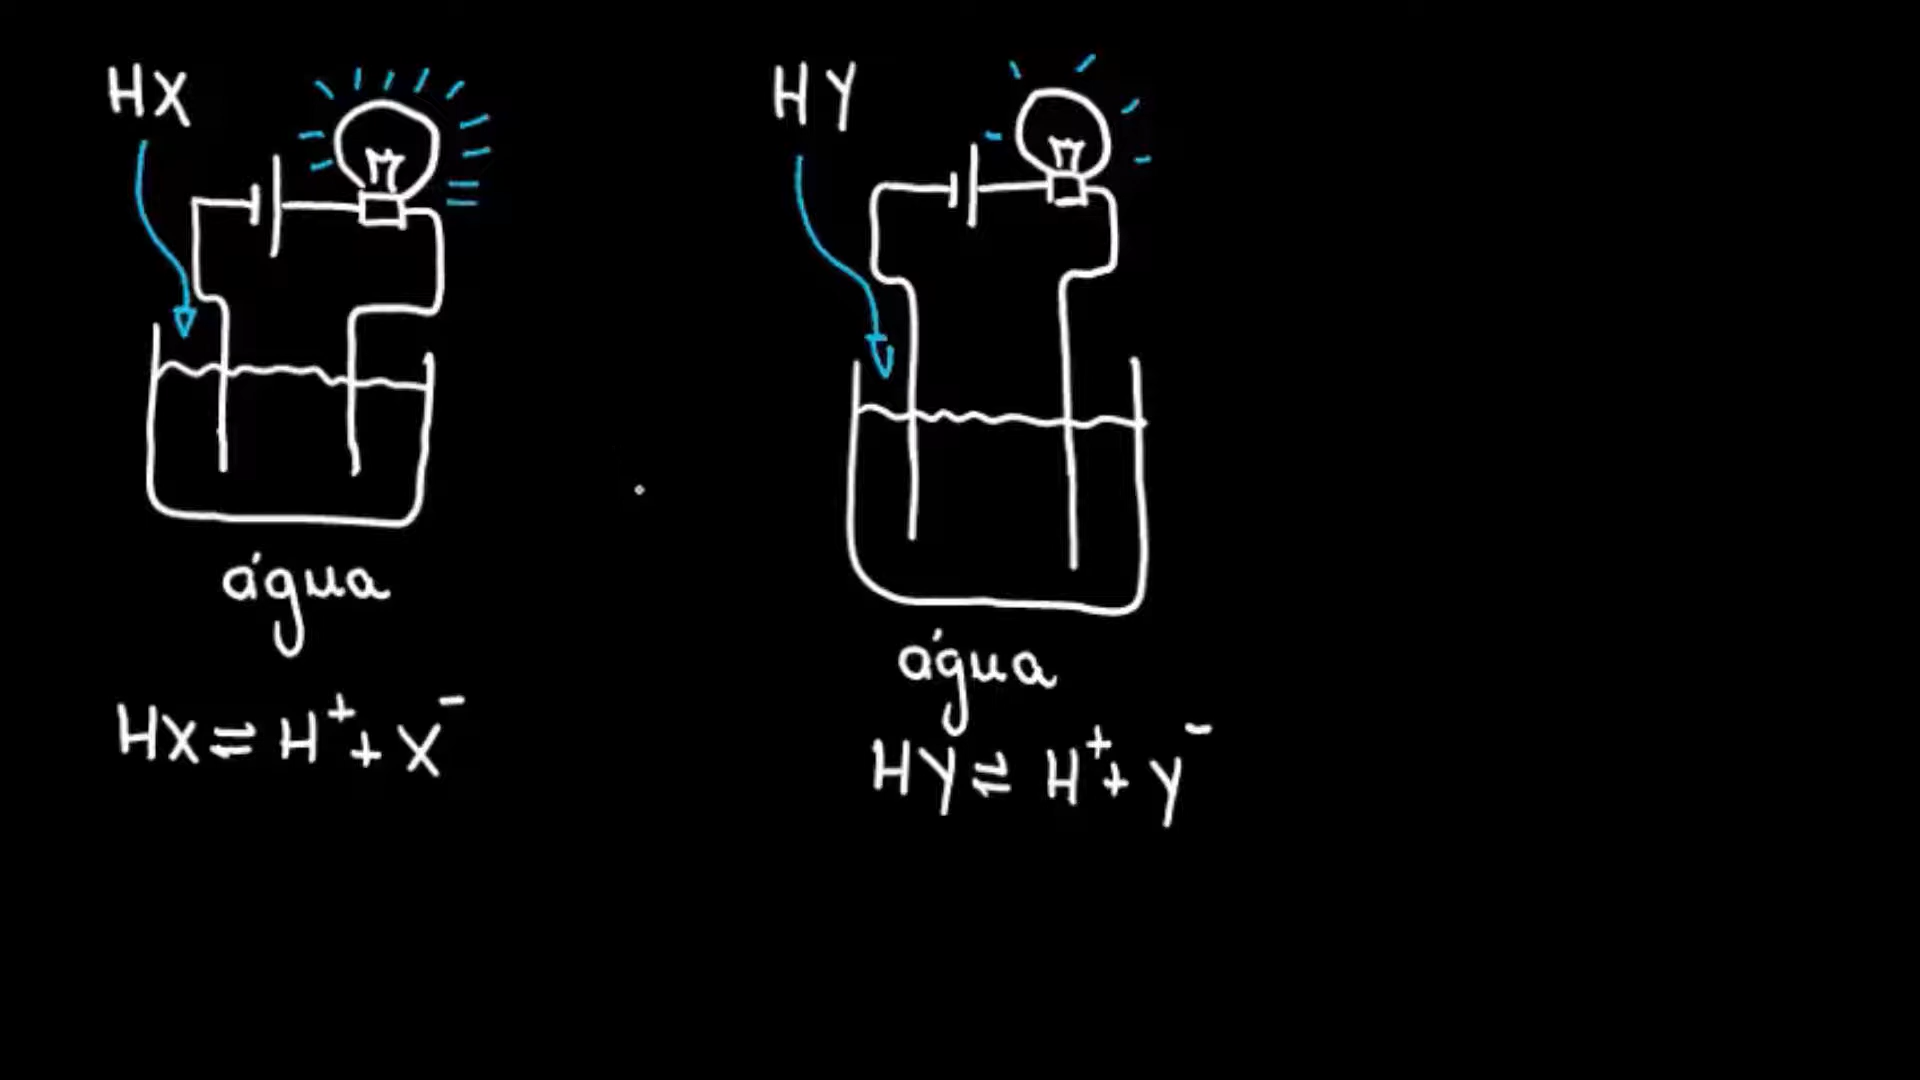 HX
HY
água
água
HX ⇌ H⁺ + X⁻
HY ⇌ H⁺ + Y⁻